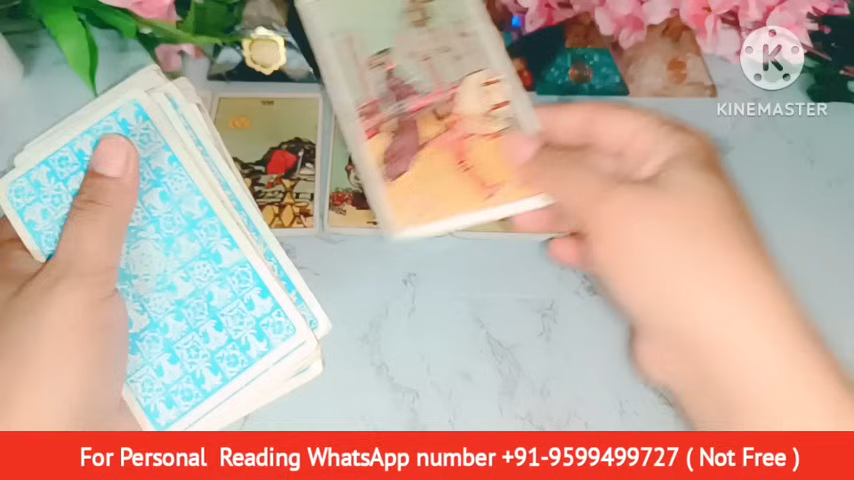 K
KINEMASTER
For Personal Reading WhatsApp number +91-9599499727 ( Not Free )